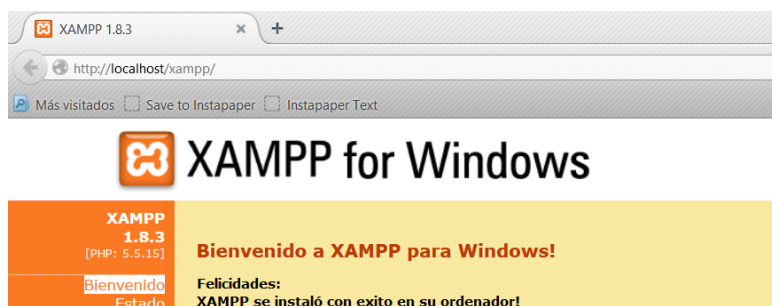 XAMPP 1.8.3
http://localhost/xampp/
Más visitados Save to Instapaper Instapaper Text
XAMPP for Windows
XAMPP
1.8.3
[PHP: 5.5.15]
Bienvenido
Estado
Bienvenido a XAMPP para Windows!
Felicidades:
XAMPP se instaló con exito en su ordenador!